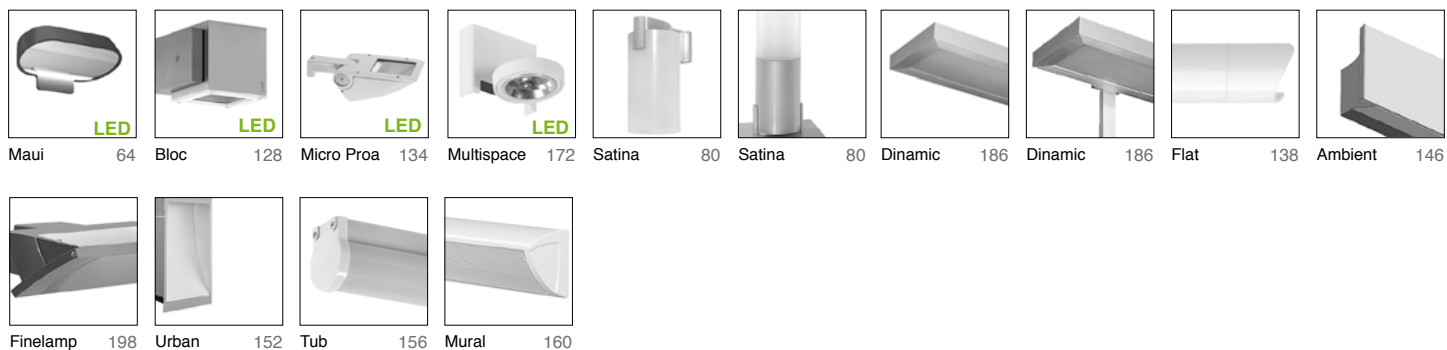 LED LED LED LED
Maui 64 Bloc 128 Micro Proa 134 Multispace 172 Satina 80 Satina 80 Dinamic 186 Dinamic 186 Flat 138 Ambient 146
Finelamp 198 Urban 152 Tub 156 Mural 160